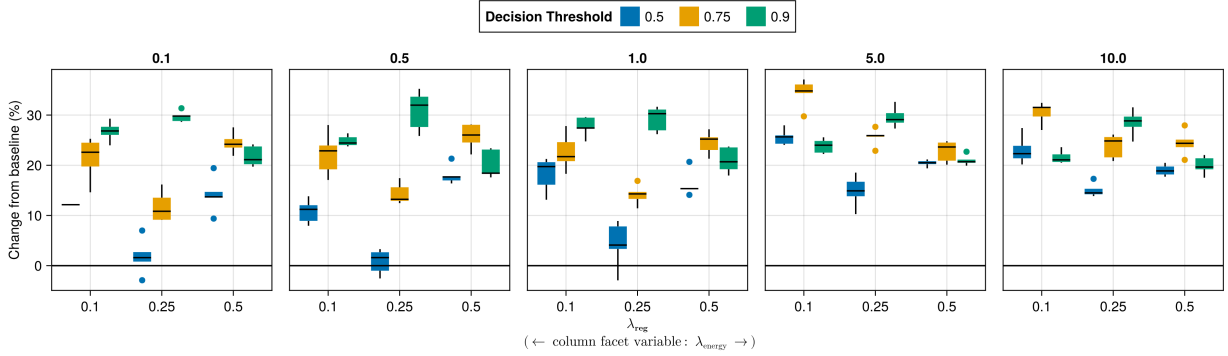 Decision Threshold 0.5 0.75 0.9
0.1 0.5 1.0 5.0 10.0
Change from baseline (%)
30
20
10
0
0.1 0.25 0.5 0.1 0.25 0.5 0.1 0.25 0.5 0.1 0.25 0.5 0.1 0.25 0.5
λreg
( ← column facet variable : λenergy → )